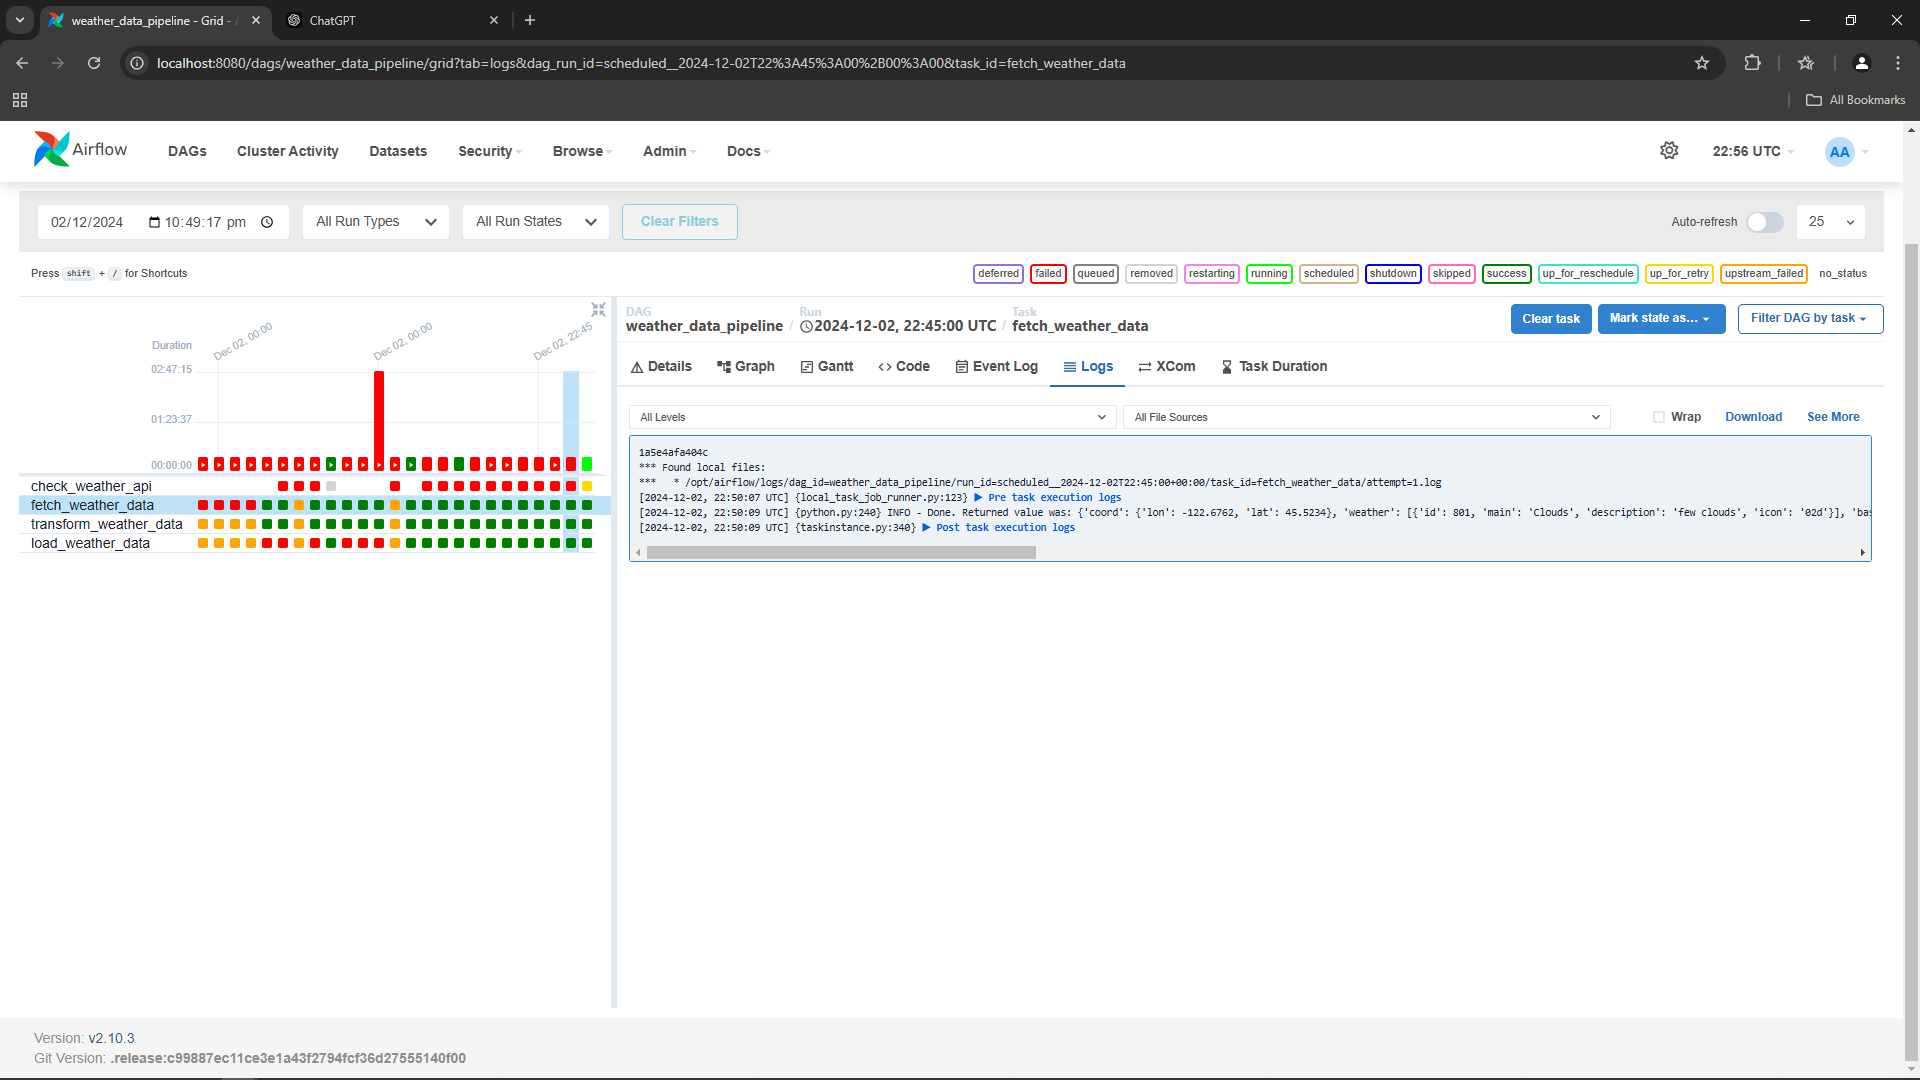 weather_data_pipeline - Grid - 
ChatGPT
localhost:8080/dags/weather_data_pipeline/grid?tab=logs&dag_run_id=scheduled__2024-12-02T22%3A45%3A00%2B00%3A00&task_id=fetch_weather_data
All Bookmarks
Airflow DAGs Cluster Activity Datasets Security Browse Admin Docs 22:56 UTC AA
02/12/2024 10:49:17 pm All Run Types All Run States Clear Filters Auto-refresh 25
Press shift + / for Shortcuts deferred failed queued removed restarting running scheduled shutdown skipped success up_for_reschedule up_for_retry upstream_failed no_status
Duration
02:47:15
01:23:37
00:00:00
Dec 02, 00:00
Dec 02, 00:00
Dec 02, 22:45
check_weather_api
fetch_weather_data
transform_weather_data
load_weather_data
DAG Run Task
weather_data_pipeline / 2024-12-02, 22:45:00 UTC / fetch_weather_data
Clear task Mark state as... Filter DAG by task
Details Graph Gantt Code Event Log Logs XCom Task Duration
All Levels All File Sources Wrap Download See More
1a5e4afa404c
*** Found local files:
***   * /opt/airflow/logs/dag_id=weather_data_pipeline/run_id=scheduled__2024-12-02T22:45:00+00:00/task_id=fetch_weather_data/attempt=1.log
[2024-12-02, 22:50:07 UTC] {local_task_job_runner.py:123} ▶ Pre task execution logs
[2024-12-02, 22:50:09 UTC] {python.py:240} INFO - Done. Returned value was: {'coord': {'lon': -122.6762, 'lat': 45.5234}, 'weather': [{'id': 801, 'main': 'Clouds', 'description': 'few clouds', 'icon': '02d'}], 'bas
[2024-12-02, 22:50:09 UTC] {taskinstance.py:340} ▶ Post task execution logs
Version: v2.10.3
Git Version: .release:c99887ec11ce3e1a43f2794fcf36d27555140f00